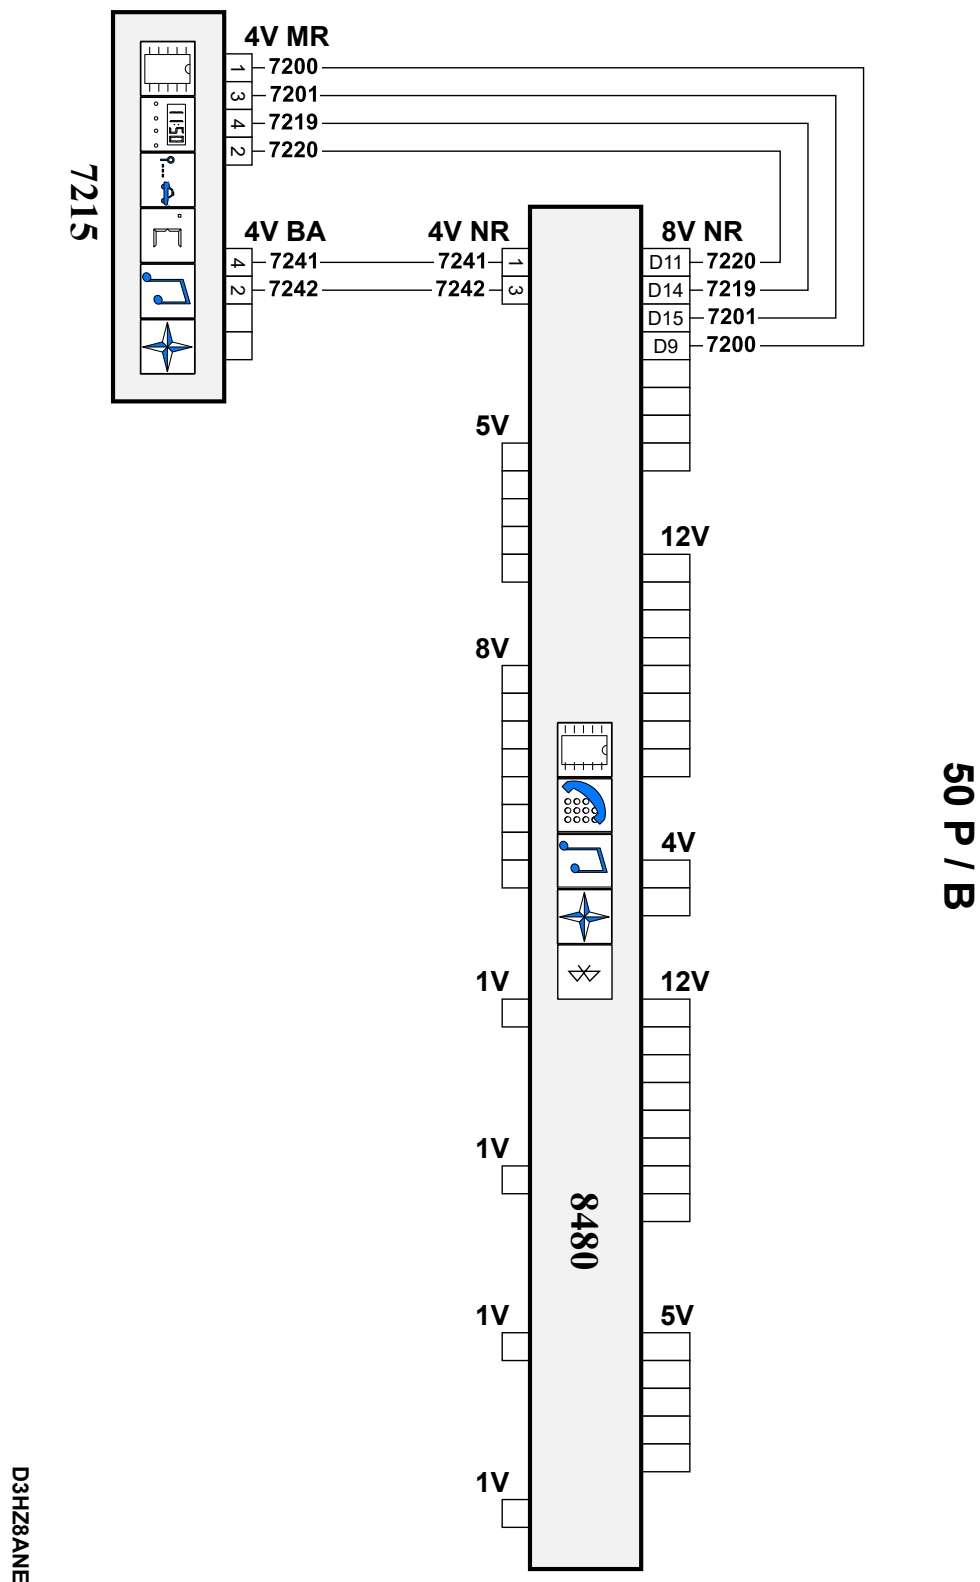 4V MR
1 7200
3 7201
4 7219
2 7220
11:50
7215
4V BA
4 7241
2 7242
4V NR
7241 1
7242 3
8V NR
D11 7220
D14 7219
D15 7201
D9 7200
5V
12V
8V
4V
1V
12V
1V
8480
1V
5V
1V
50 P / B
D3HZ8ANE